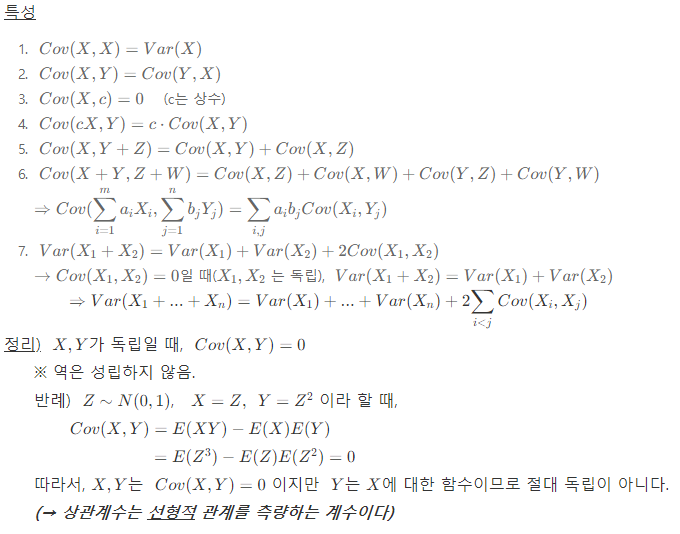 특성
1. Cov(X, X) = Var(X)
2. Cov(X, Y) = Cov(Y, X)
3. Cov(X, c) = 0 (c는 상수)
4. Cov(cX, Y) = c · Cov(X, Y)
5. Cov(X, Y + Z) = Cov(X, Y) + Cov(X, Z)
6. Cov(X + Y, Z + W) = Cov(X, Z) + Cov(X, W) + Cov(Y, Z) + Cov(Y, W)
⇒ Cov(∑_{i=1}^{m} a_i X_i, ∑_{j=1}^{n} b_j Y_j) = ∑_{i,j} a_i b_j Cov(X_i, Y_j)
7. Var(X_1 + X_2) = Var(X_1) + Var(X_2) + 2Cov(X_1, X_2)
→ Cov(X_1, X_2) = 0일 때(X_1, X_2 는 독립), Var(X_1 + X_2) = Var(X_1) + Var(X_2)
⇒ Var(X_1 + ... + X_n) = Var(X_1) + ... + Var(X_n) + 2∑_{i<j} Cov(X_i, X_j)
정리) X, Y가 독립일 때, Cov(X, Y) = 0
※ 역은 성립하지 않음.
반례) Z ∼ N(0, 1), X = Z, Y = Z² 이라 할 때,
Cov(X, Y) = E(XY) − E(X)E(Y)
= E(Z³) − E(Z)E(Z²) = 0
따라서, X, Y는 Cov(X, Y) = 0 이지만 Y는 X에 대한 함수이므로 절대 독립이 아니다.
(→ 상관계수는 선형적 관계를 측량하는 계수이다)